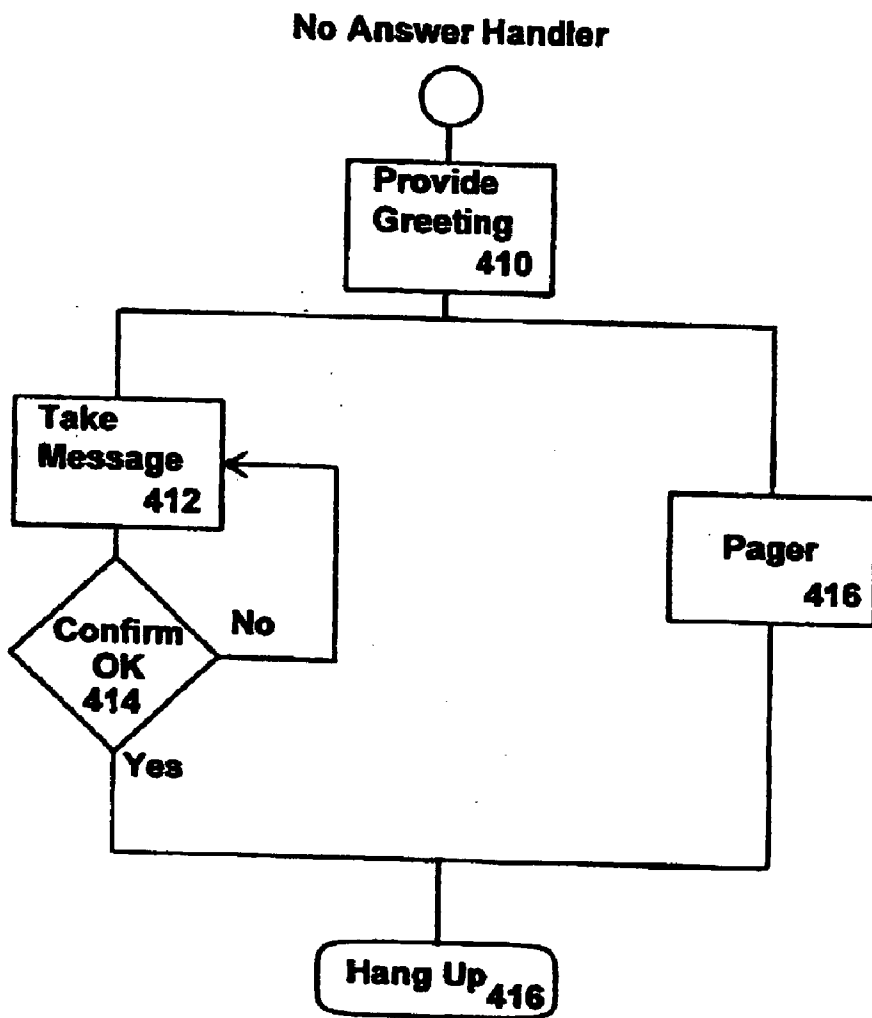 No Answer Handler
Provide
Greeting
410
Take
Message
412
Confirm
OK
414
No
Yes
Pager
416
Hang Up
416